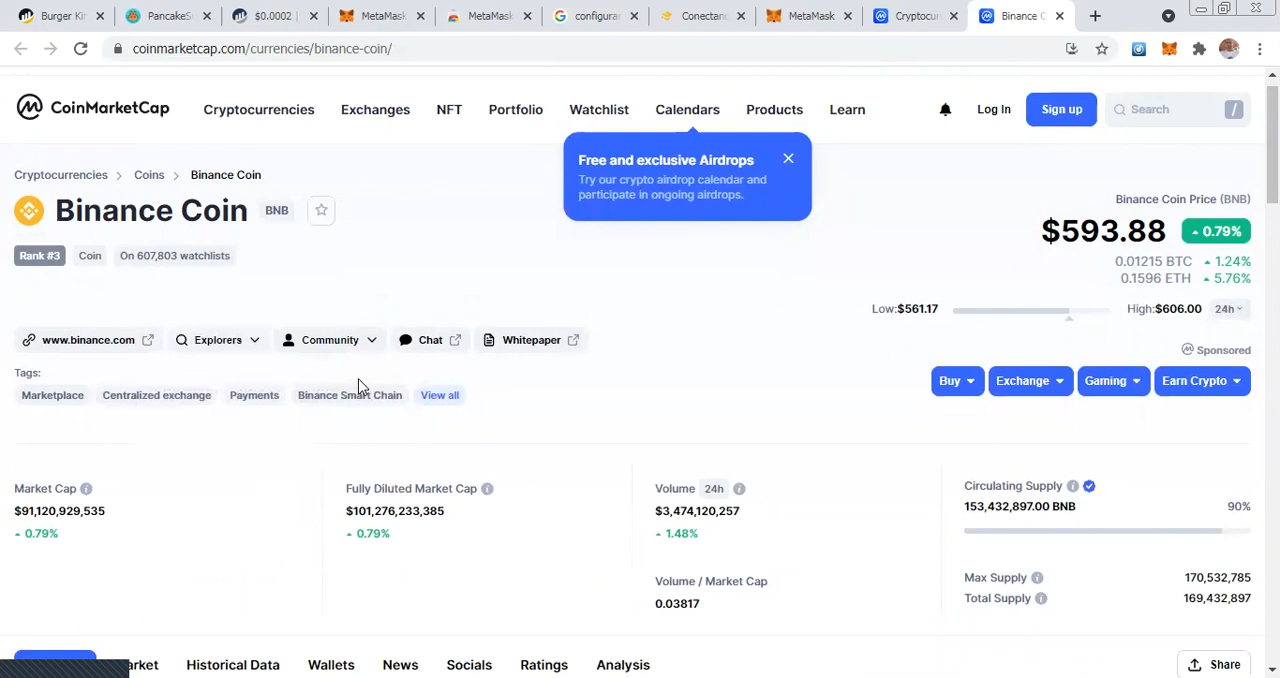 Burger Ki
PancakeS
$0.0002
MetaMask
MetaMask
configurar
Conectand
MetaMask
Cryptocur
Binance C
coinmarketcap.com/currencies/binance-coin/
CoinMarketCap
Cryptocurrencies
Exchanges
NFT
Portfolio
Watchlist
Calendars
Products
Learn
Log In
Sign up
Search
/
Free and exclusive Airdrops
Try our crypto airdrop calendar and
participate in ongoing airdrops.
Cryptocurrencies > Coins > Binance Coin
Binance Coin BNB
Rank #3
Coin
On 607,803 watchlists
Binance Coin Price (BNB)
$593.88
0.79%
0.01215 BTC 1.24%
0.1596 ETH 5.76%
Low:$561.17
High:$606.00
24h
www.binance.com
Explorers
Community
Chat
Whitepaper
Sponsored
Tags:
Marketplace
Centralized exchange
Payments
Binance Smart Chain
View all
Buy
Exchange
Gaming
Earn Crypto
Market Cap
$91,120,929,535
0.79%
Fully Diluted Market Cap
$101,276,233,385
0.79%
Volume 24h
$3,474,120,257
1.48%
Volume / Market Cap
0.03817
Circulating Supply
153,432,897.00 BNB
90%
Max Supply
170,532,785
Total Supply
169,432,897
arket
Historical Data
Wallets
News
Socials
Ratings
Analysis
Share